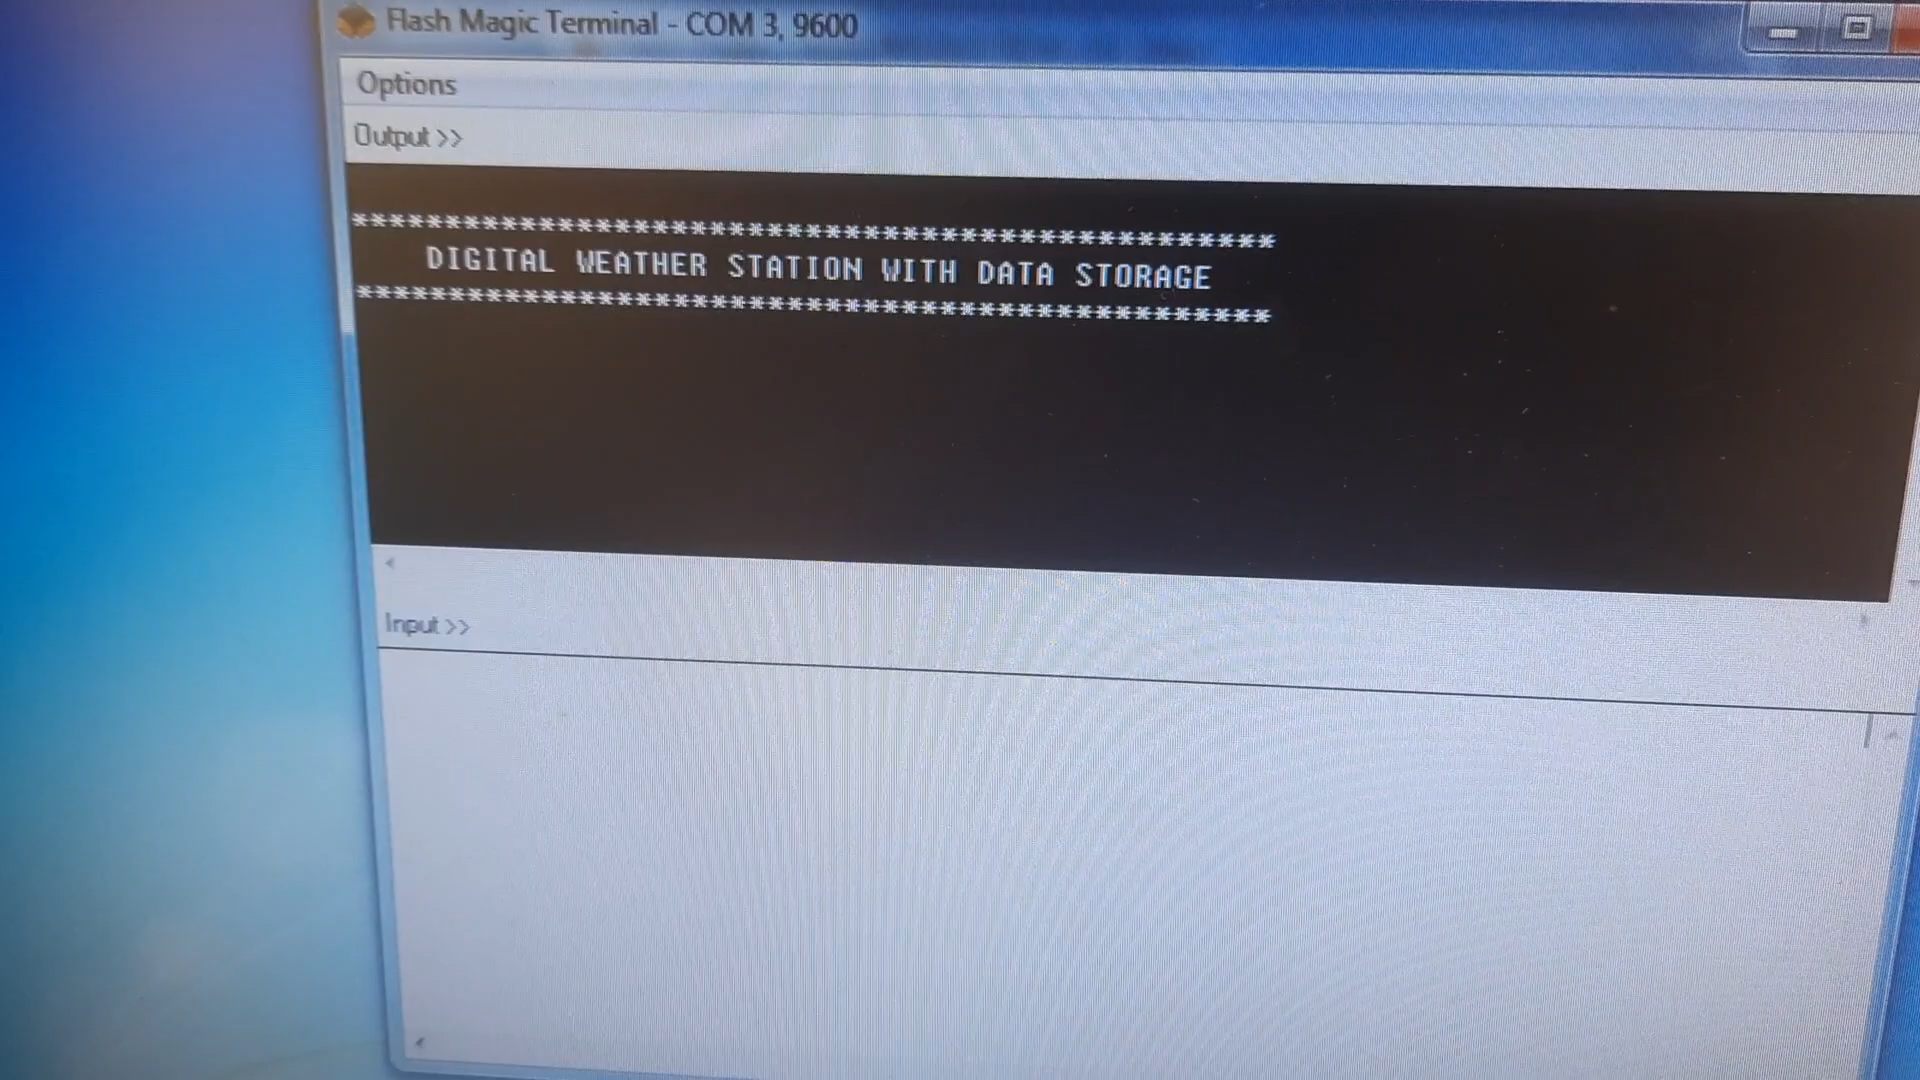 Flash Magic Terminal - COM 3, 9600
Options
Output >>
*************************************************
DIGITAL WEATHER STATION WITH DATA STORAGE
*************************************************
Input >>